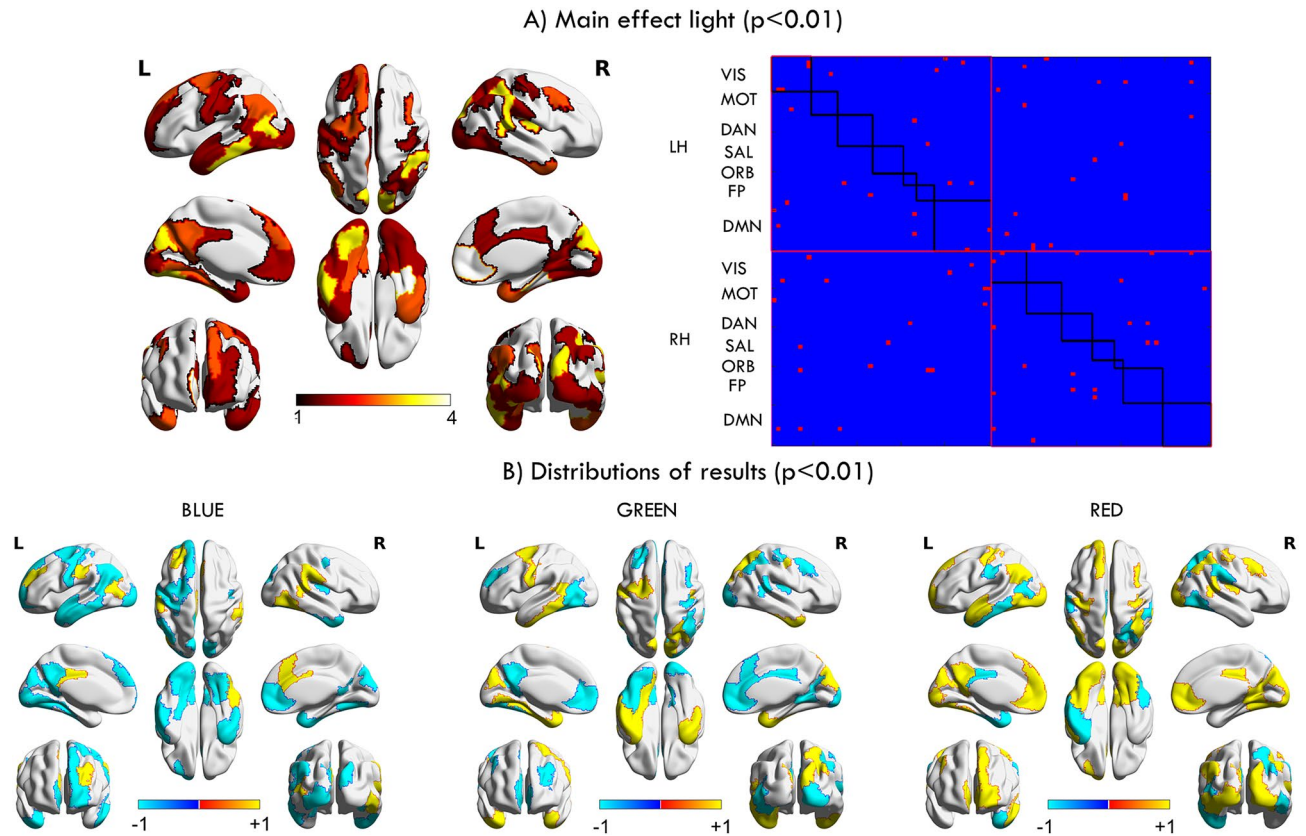 A) Main effect light (p<0.01)
L
R
1
4
LH
VIS
MOT
DAN
SAL
ORB
FP
DMN
RH
VIS
MOT
DAN
SAL
ORB
FP
DMN
B) Distributions of results (p<0.01)
BLUE
GREEN
RED
L
R
L
R
L
R
-1
+1
-1
+1
-1
+1